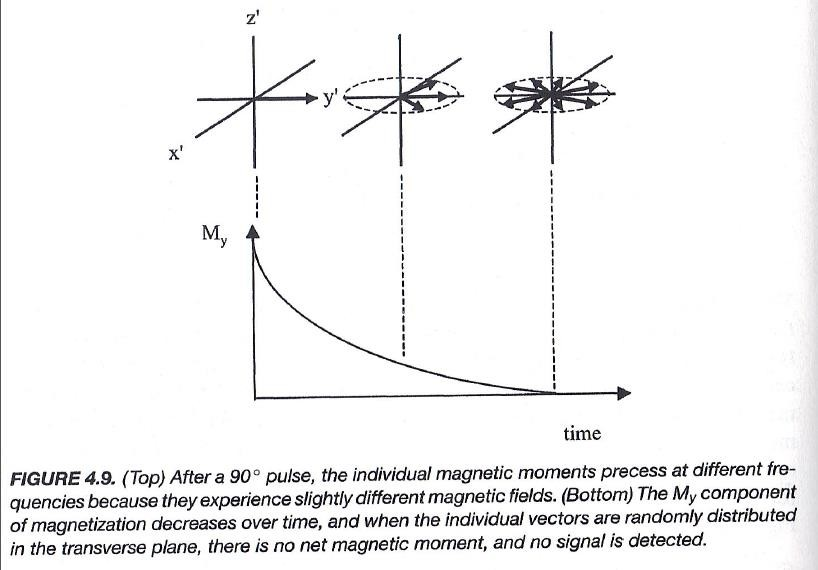 z'
y'
x'
My
time
FIGURE 4.9. (Top) After a 90° pulse, the individual magnetic moments precess at different fre-
quencies because they experience slightly different magnetic fields. (Bottom) The My component
of magnetization decreases over time, and when the individual vectors are randomly distributed
in the transverse plane, there is no net magnetic moment, and no signal is detected.